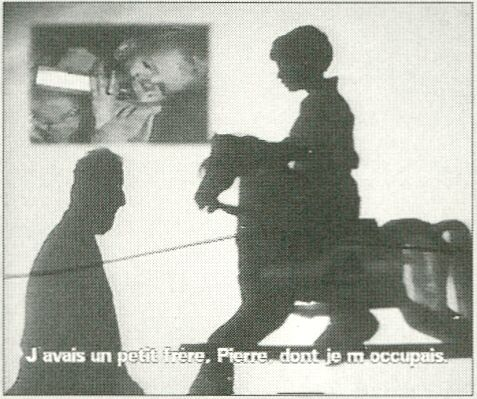 J avais un petit frère, Pierre, dont je m occupais.